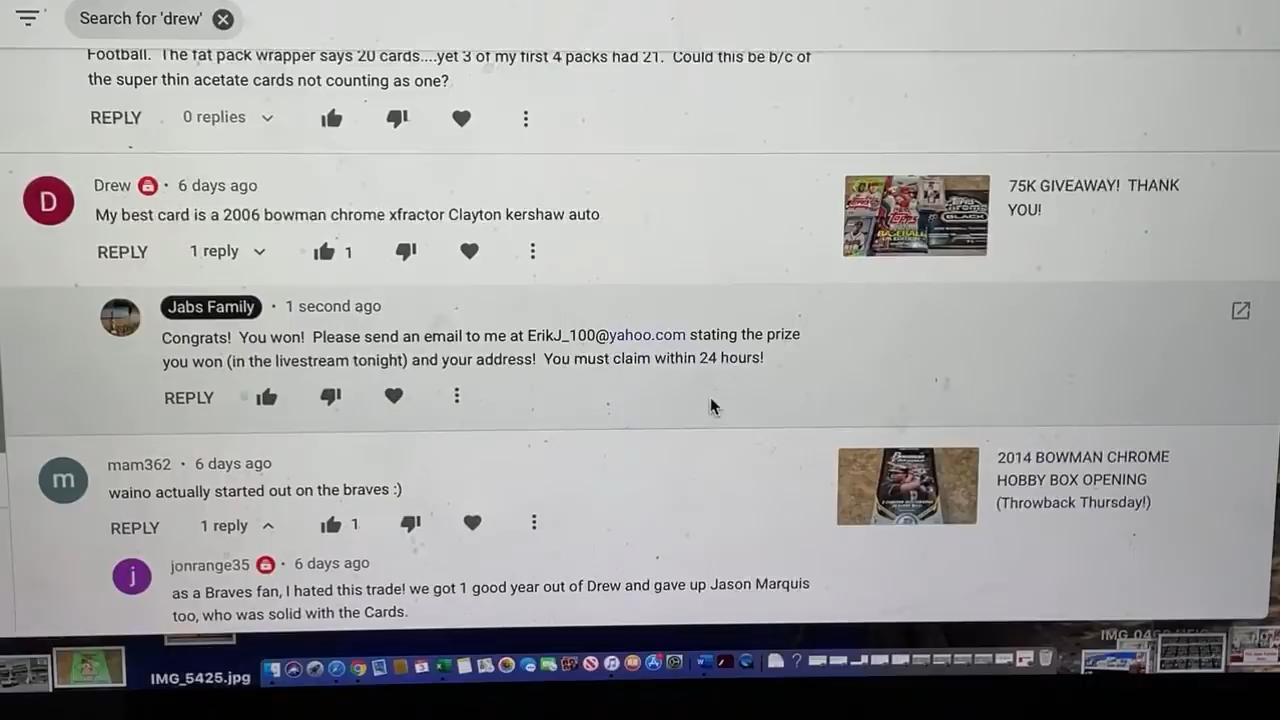 Search for 'drew'
Football. The fat pack wrapper says 20 cards....yet 3 of my first 4 packs had 21. Could this be b/c of
the super thin acetate cards not counting as one?
REPLY 0 replies
Drew · 6 days ago
My best card is a 2006 bowman chrome xfractor Clayton kershaw auto
REPLY 1 reply 1
75K GIVEAWAY! THANK
YOU!
Jabs Family · 1 second ago
Congrats! You won! Please send an email to me at ErikJ_100@yahoo.com stating the prize
you won (in the livestream tonight) and your address! You must claim within 24 hours!
REPLY
m
mam362 · 6 days ago
waino actually started out on the braves :)
REPLY 1 reply 1
2014 BOWMAN CHROME
HOBBY BOX OPENING
(Throwback Thursday!)
j
jonrange35 · 6 days ago
as a Braves fan, I hated this trade! we got 1 good year out of Drew and gave up Jason Marquis
too, who was solid with the Cards.
IMG_5425.jpg